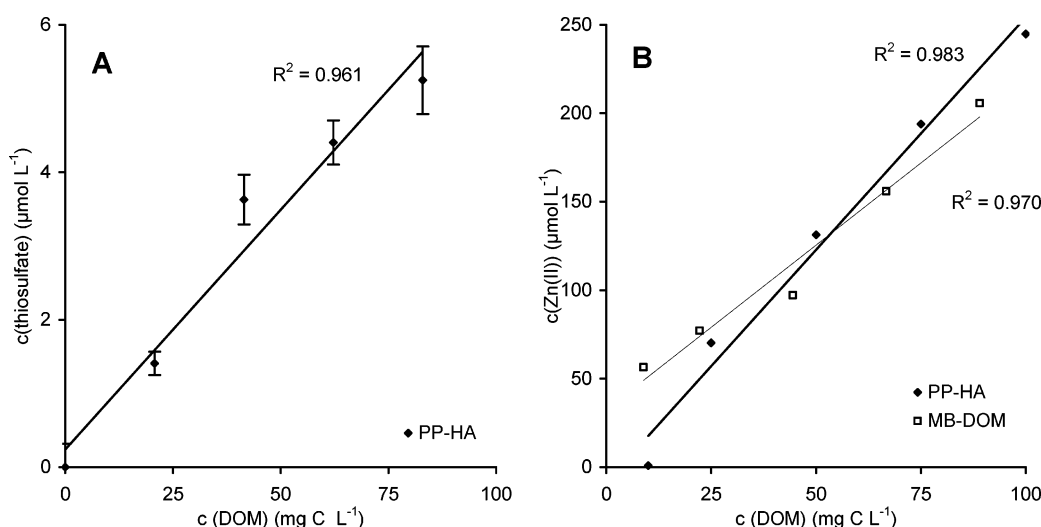 A
R² = 0.961
c(thiosulfate) (µmol L⁻¹)
6
4
2
0
0 25 50 75 100
c (DOM) (mg C L⁻¹)
PP-HA
B
R² = 0.983
R² = 0.970
c(Zn(II)) (µmol L⁻¹)
250
200
150
100
50
0
0 25 50 75 100
c (DOM) (mg C L⁻¹)
PP-HA
MB-DOM